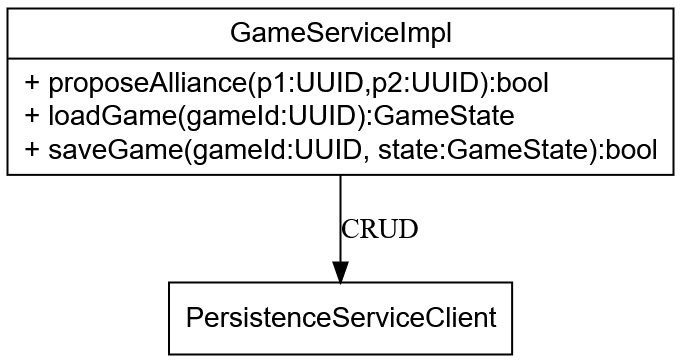 GameServiceImpl
+ proposeAlliance(p1:UUID,p2:UUID):bool
+ loadGame(gameId:UUID):GameState
+ saveGame(gameId:UUID, state:GameState):bool
CRUD
PersistenceServiceClient